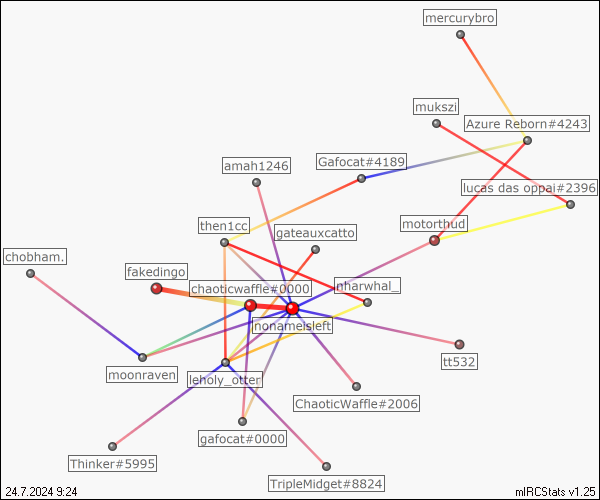 mercurybro
mukszi
Azure Reborn#4243
Gafocat#4189
amah1246
lucas das oppai#2396
then1cc
motorthud
gateauxcatto
chobham.
fakedingo
chaoticwaffle#0000
nharwhal_
nonameisleft
tt532
moonraven
leholy_otter
ChaoticWaffle#2006
gafocat#0000
Thinker#5995
TripleMidget#8824
24.7.2024 9:24
mIRCStats v1.25